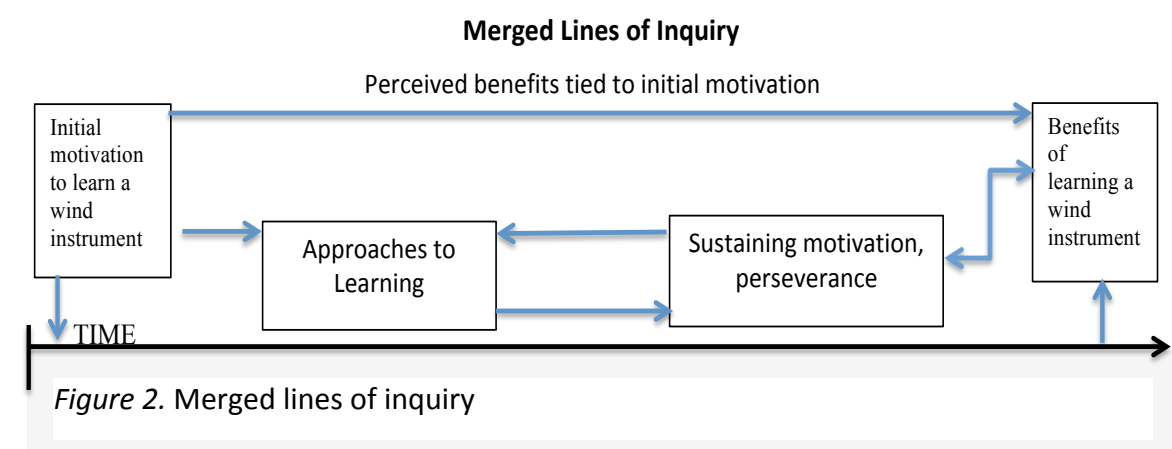 Merged Lines of Inquiry
Perceived benefits tied to initial motivation
Initial
motivation
to learn a
wind
instrument
Approaches to
Learning
Sustaining motivation,
perseverance
Benefits
of
learning a
wind
instrument
TIME
Figure 2. Merged lines of inquiry